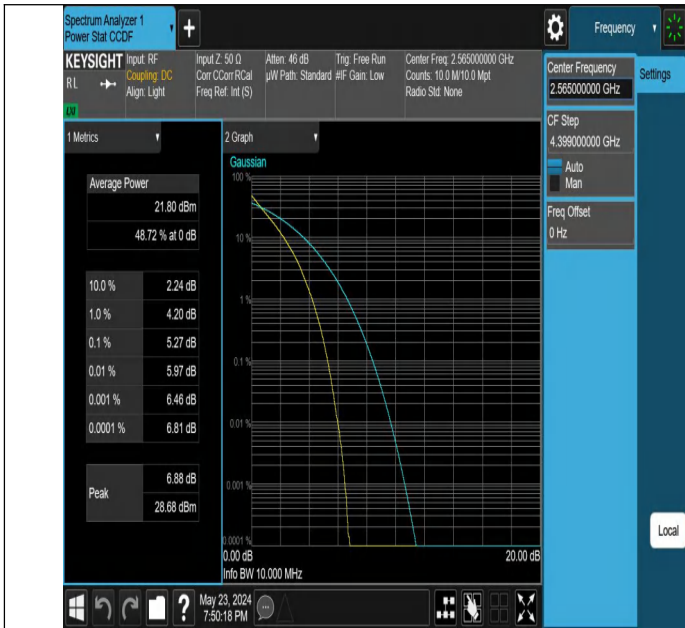 Spectrum Analyzer 1
Power Stat CCDF
+
Frequency
KEYSIGHT
RL
LXI
Input: RF
Coupling: DC
Align: Light
Input Z: 50 Ω
Corr CCorr RCal
Freq Ref: Int (S)
Atten: 46 dB
µW Path: Standard
Trig: Free Run
#IF Gain: Low
Center Freq: 2.565000000 GHz
Counts: 10.0 M/10.0 Mpt
Radio Std: None
Center Frequency
2.565000000 GHz
Settings
CF Step
4.399000000 GHz
Auto
Man
Freq Offset
0 Hz
1 Metrics
Average Power
21.80 dBm
48.72 % at 0 dB
10.0 % 2.24 dB
1.0 % 4.20 dB
0.1 % 5.27 dB
0.01 % 5.97 dB
0.001 % 6.46 dB
0.0001 % 6.81 dB
Peak
6.88 dB
28.68 dBm
2 Graph
Gaussian
100 %
10 %
1 %
0.1 %
0.01 %
0.001 %
0.0001 %
0.00 dB 20.00 dB
Info BW 10.000 MHz
Local
?
May 23, 2024
7:50:18 PM